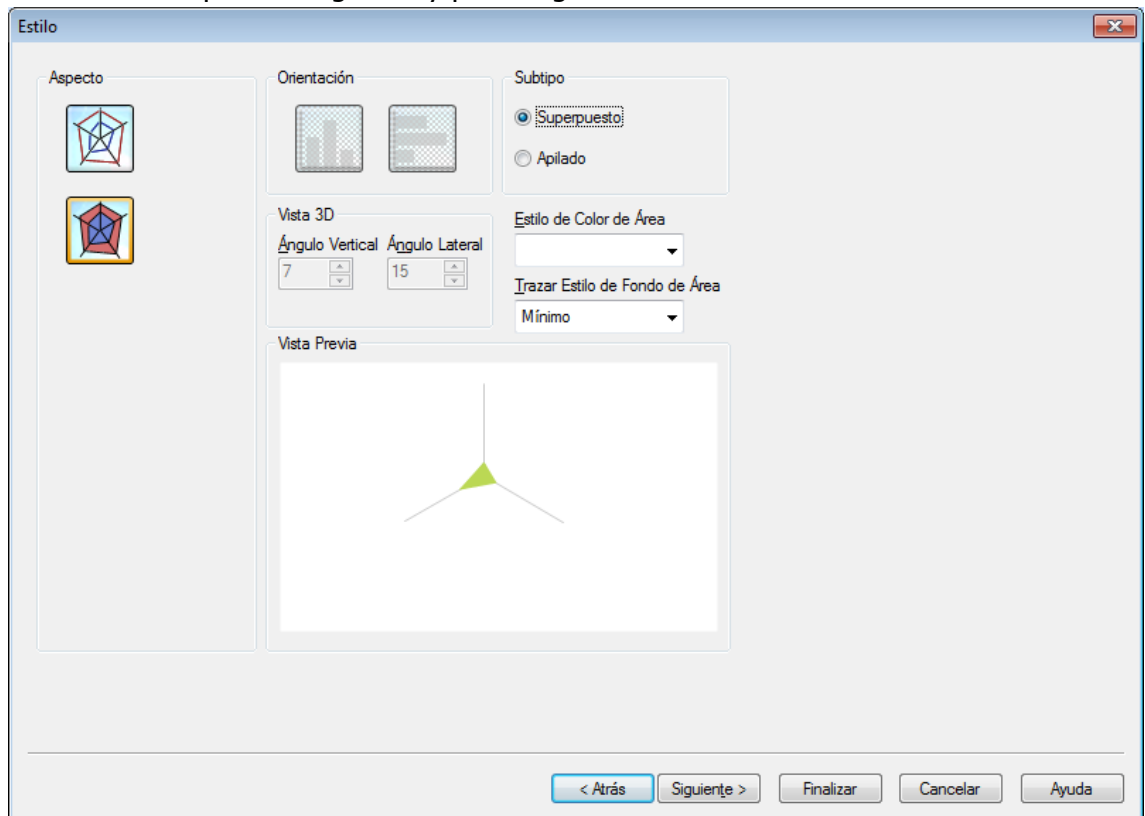 Estilo
Aspecto
Orientación
Subtipo
Superpuesto
Apilado
Vista 3D
Ángulo Vertical Ángulo Lateral
7 15
Estilo de Color de Área
Trazar Estilo de Fondo de Área
Mínimo
Vista Previa
< Atrás Siguiente > Finalizar Cancelar Ayuda